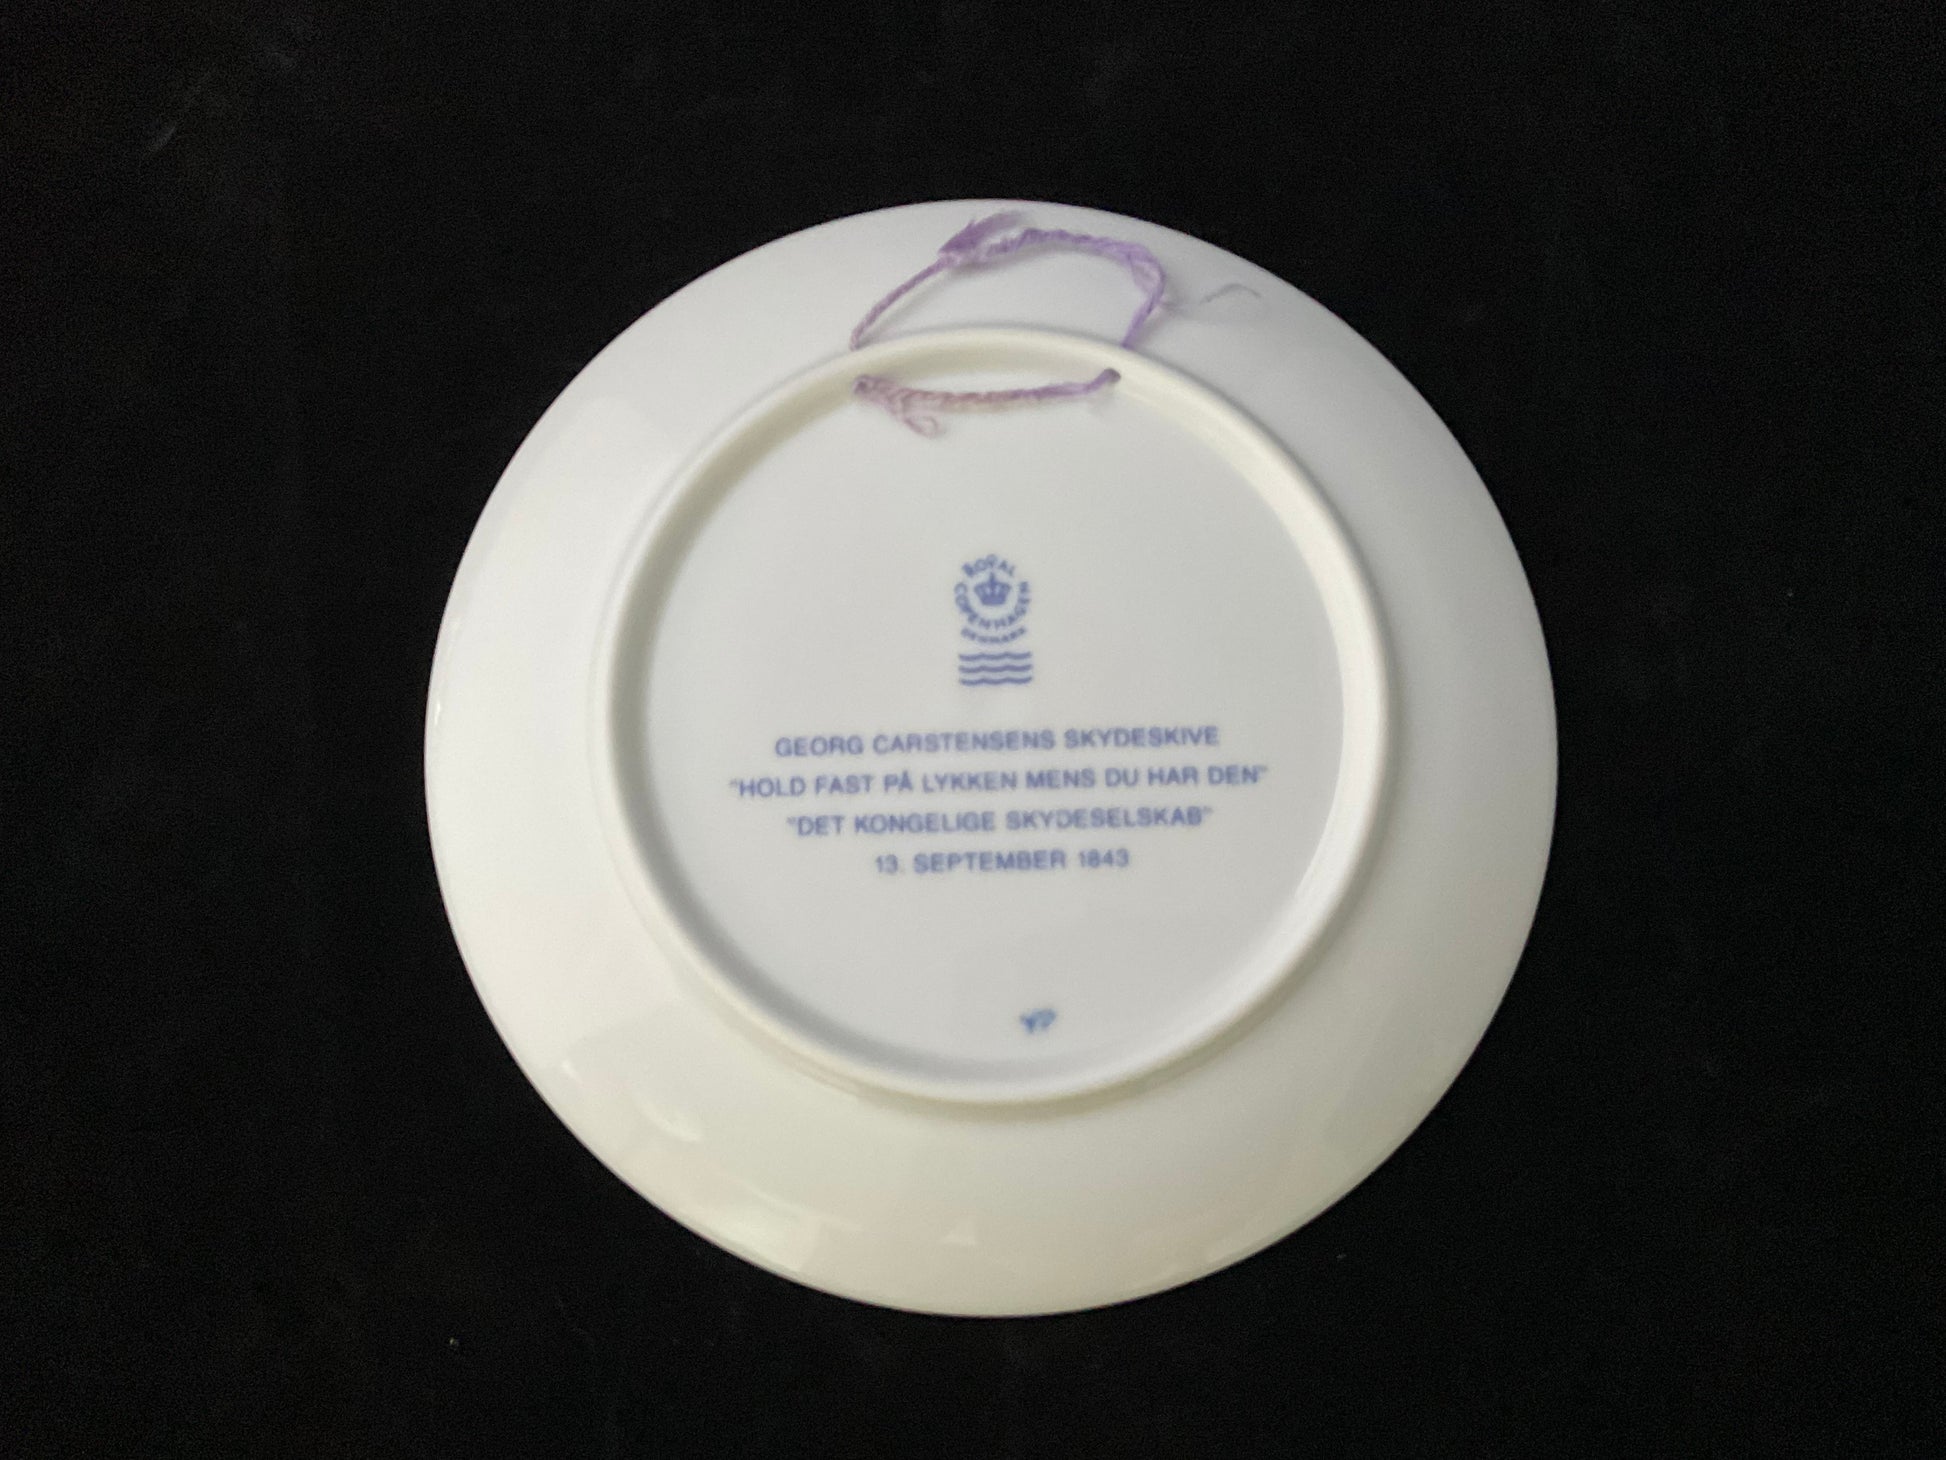 ROYAL
COPENHAGEN
DENMARK
GEORG CARSTENSENS SKYDESKIVE
"HOLD FAST PÅ LYKKEN MENS DU HAR DEN"
"DET KONGELIGE SKYDESELSKAB"
13. SEPTEMBER 1843